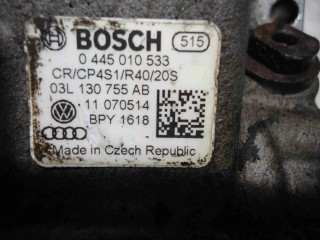 BOSCH 515
0 445 010 533
CR/CP4S1/R40/20S
03L 130 755 AB
11 070514
BPY 1618
Made in Czech Republic